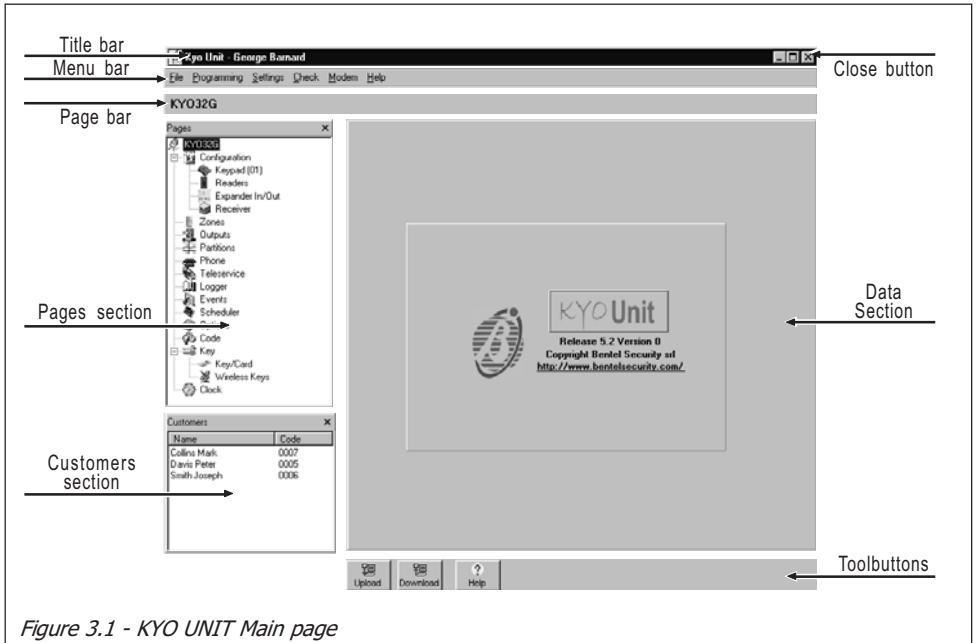 Title bar
Kyo Unit - George Barnard
Menu bar
File Programming Settings Check Modem Help
Close button
Page bar
KYO32G
Pages
KYO32G
Configuration
Keypad (01)
Readers
Expander In/Out
Receiver
Zones
Outputs
Partitions
Phone
Teleservice
Logger
Events
Scheduler
Code
Key
Key/Card
Wireless Keys
Clock
Pages section
KYO Unit
Release 5.2 Version 0
Copyright Bentel Security srl
http://www.bentelsecurity.com/
Data
Section
Customers
Name Code
Collins Mark 0007
Davis Peter 0005
Smith Joseph 0006
Customers
section
Upload Download ? Help
Toolbuttons
Figure 3.1 - KYO UNIT Main page